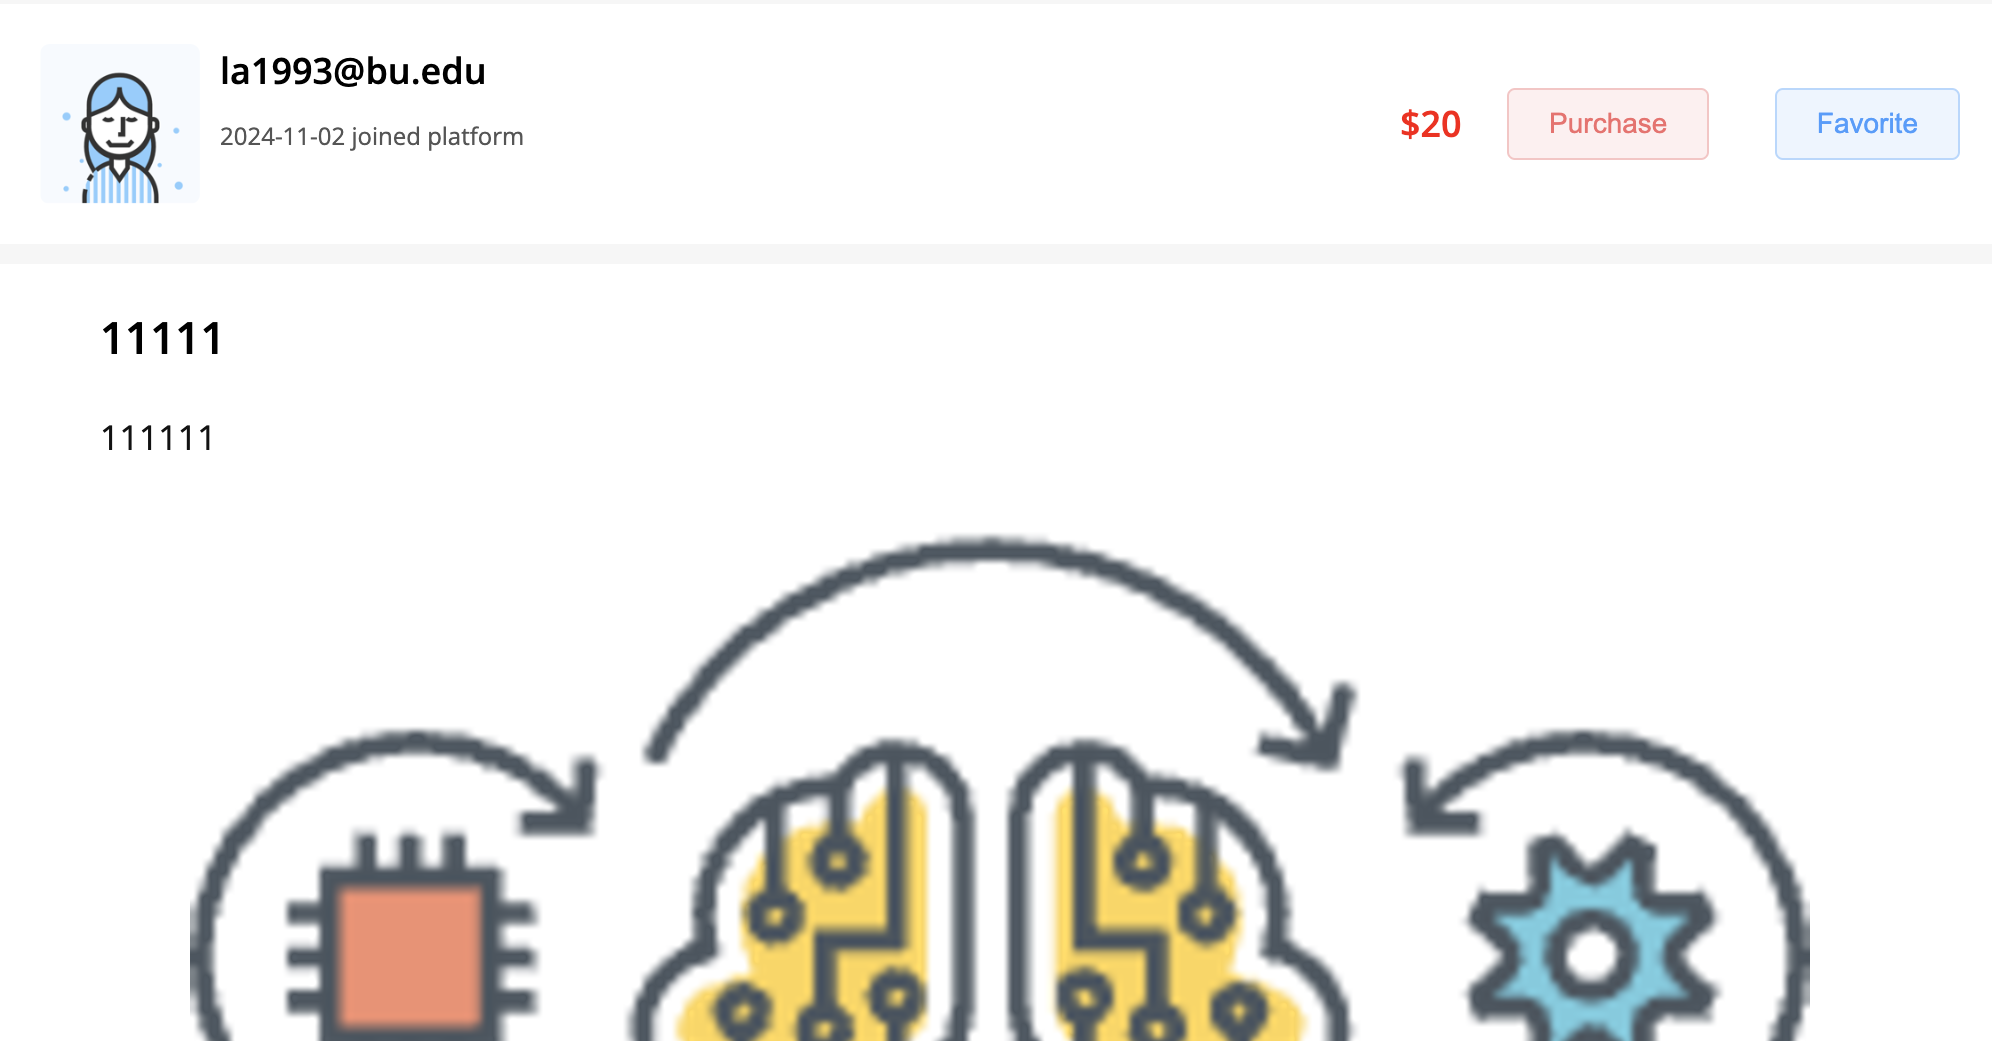 la1993@bu.edu
2024-11-02 joined platform
$20
Purchase
Favorite
11111
111111